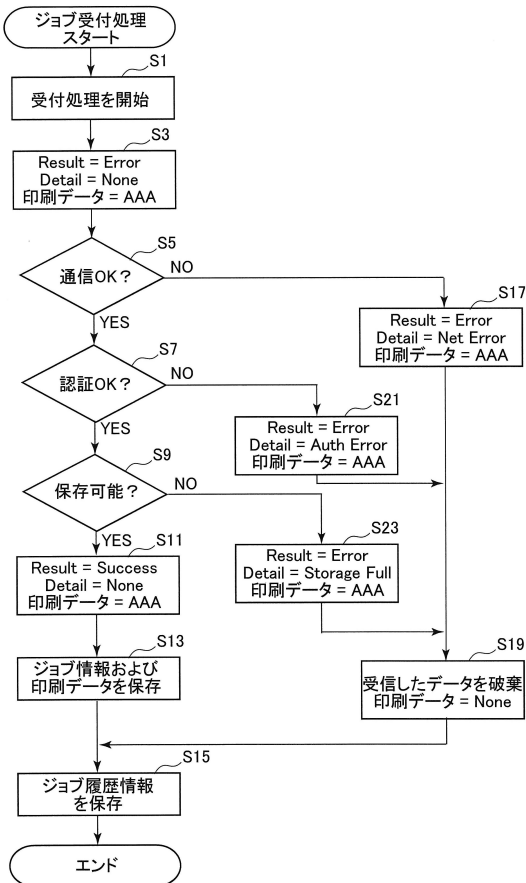 ジョブ受付処理
スタート
S1
受付処理を開始
S3
Result = Error
Detail = None
印刷データ = AAA
S5
通信OK？
NO
YES
S17
Result = Error
Detail = Net Error
印刷データ = AAA
S7
認証OK？
NO
YES
S21
Result = Error
Detail = Auth Error
印刷データ = AAA
S9
保存可能？
NO
YES
S23
Result = Error
Detail = Storage Full
印刷データ = AAA
S11
Result = Success
Detail = None
印刷データ = AAA
S13
ジョブ情報および
印刷データを保存
S19
受信したデータを破棄
印刷データ = None
S15
ジョブ履歴情報
を保存
エンド